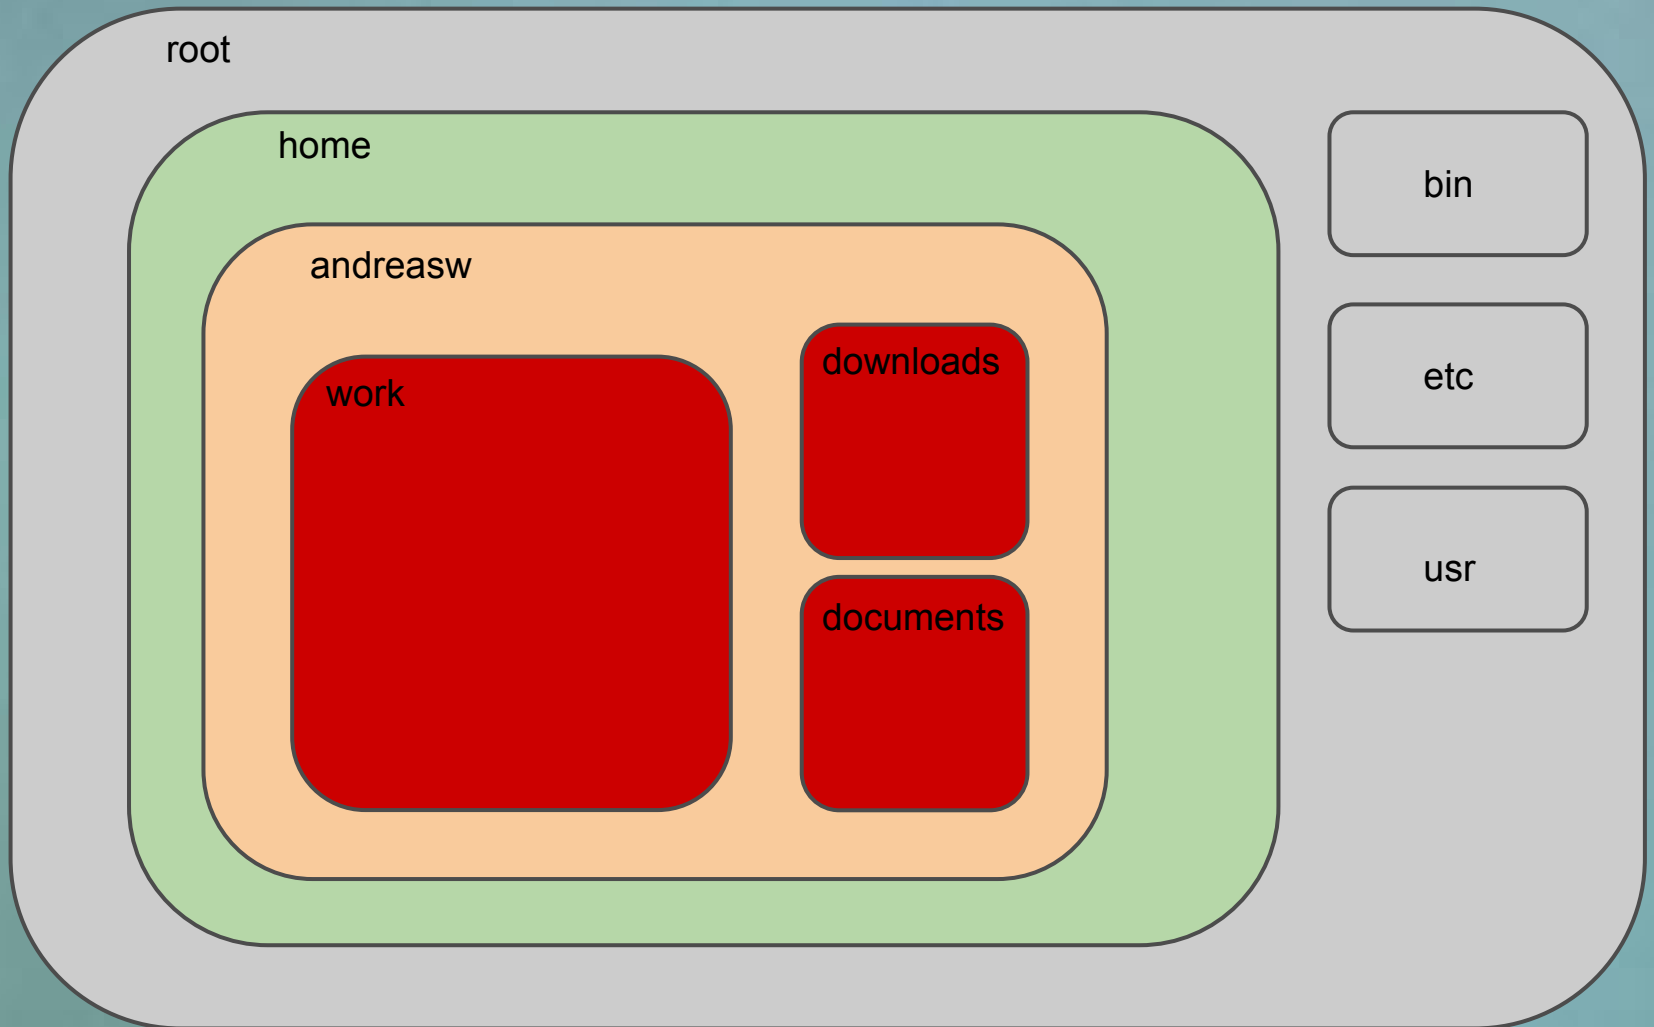 root
home
andreasw
work
downloads
documents
bin
etc
usr